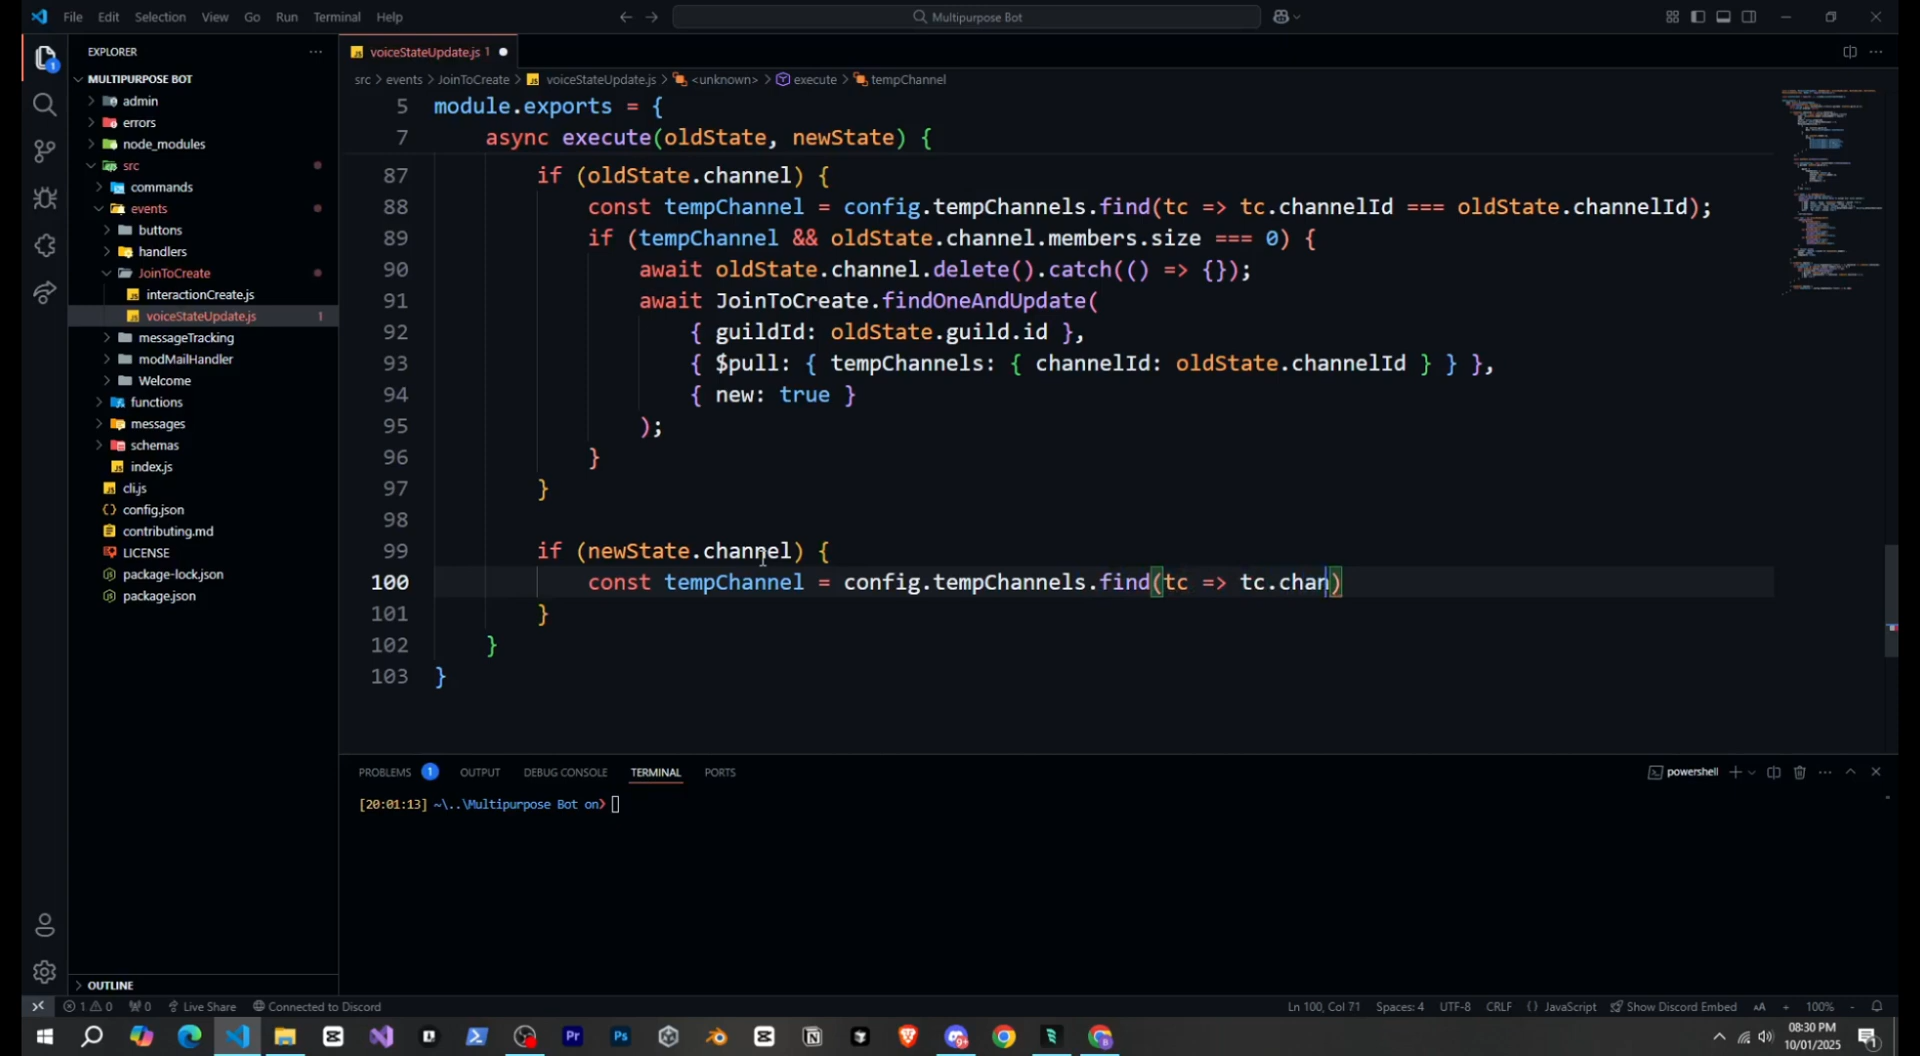 File Edit Selection View Go Run Terminal Help
Multipurpose Bot
EXPLORER
voiceStateUpdate.js 1
MULTIPURPOSE BOT
src > events > JoinToCreate > voiceStateUpdate.js > <unknown> > execute > tempChannel
admin
errors
node_modules
src
commands
events
buttons
handlers
JoinToCreate
interactionCreate.js
voiceStateUpdate.js 1
messageTracking
modMailHandler
Welcome
functions
messages
schemas
index.js
cli.js
config.json
contributing.md
LICENSE
package-lock.json
package.json
OUTLINE
5 module.exports = {
7 async execute(oldState, newState) {
87 if (oldState.channel) {
88 const tempChannel = config.tempChannels.find(tc => tc.channelId === oldState.channelId);
89 if (tempChannel && oldState.channel.members.size === 0) {
90 await oldState.channel.delete().catch(() => {});
91 await JoinToCreate.findOneAndUpdate(
92 { guildId: oldState.guild.id },
93 { $pull: { tempChannels: { channelId: oldState.channelId } } },
94 { new: true }
95 );
96 }
97 }
98
99 if (newState.channel) {
100 const tempChannel = config.tempChannels.find(tc => tc.chan)
101 }
102 }
103 }
PROBLEMS 1 OUTPUT DEBUG CONSOLE TERMINAL PORTS
powershell
[20:01:13] ~\..\Multipurpose Bot on>
1 0 0 Live Share Connected to Discord
Ln 100, Col 71 Spaces: 4 UTF-8 CRLF {} JavaScript Show Discord Embed AA + 100% -
Pr Ps 9+
08:30 PM
10/01/2025